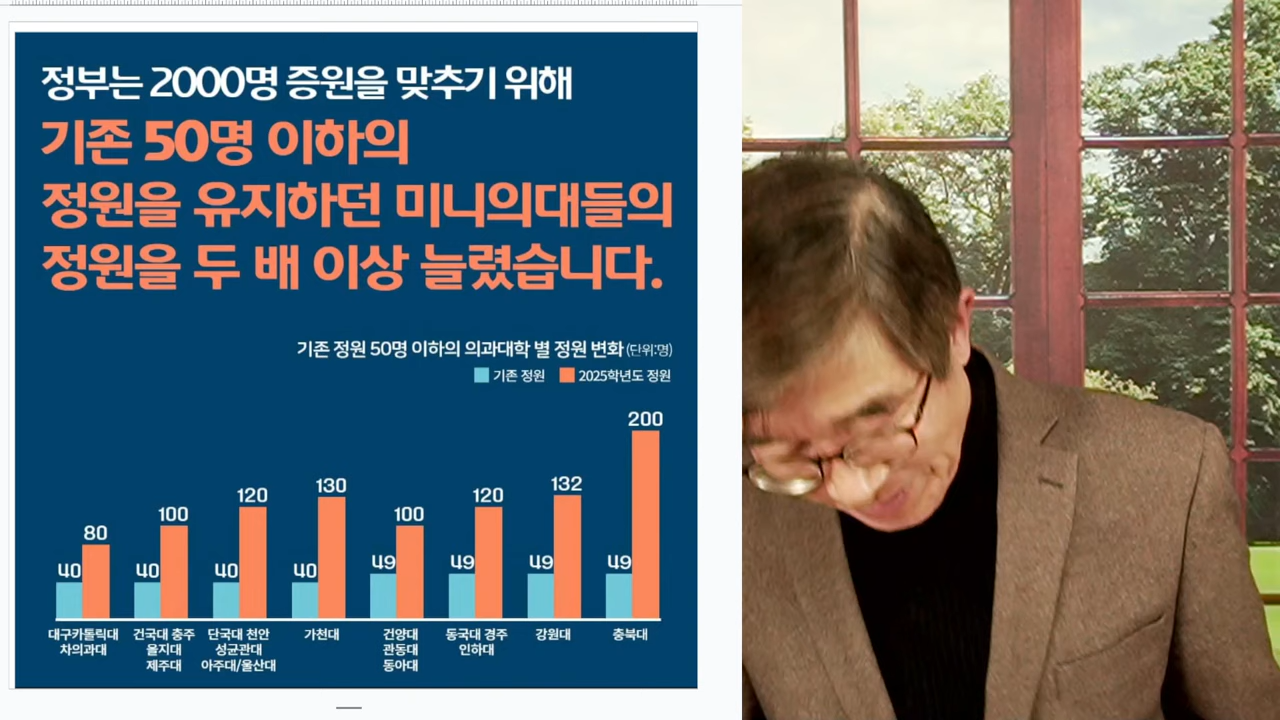 정부는 2000명 증원을 맞추기 위해
기존 50명 이하의
정원을 유지하던 미니의대들의
정원을 두 배 이상 늘렸습니다.
기존 정원 50명 이하의 의과대학 별 정원 변화 (단위:명)
기존 정원 2025학년도 정원
40 80
40 100
40 120
40 130
49 100
49 120
49 132
49 200
대구카톨릭대
차의과대
건국대 충주
을지대
제주대
단국대 천안
성균관대
아주대/울산대
가천대
건양대
관동대
동아대
동국대 경주
인하대
강원대
충북대